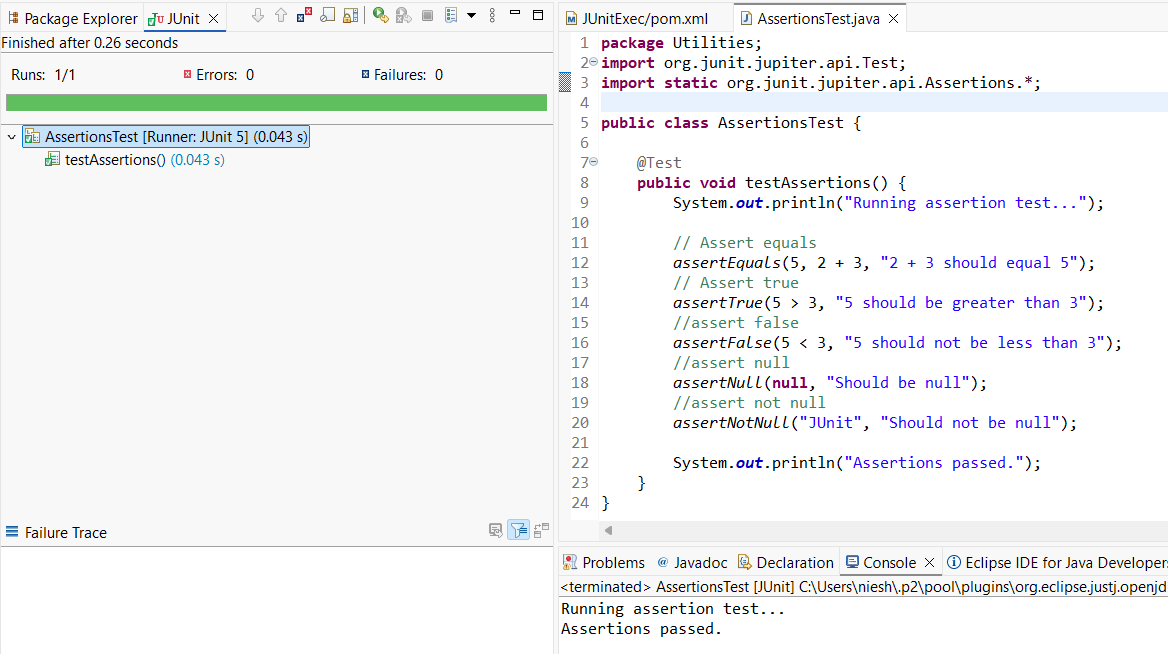 Package Explorer JUnit
Finished after 0.26 seconds
Runs: 1/1 Errors: 0 Failures: 0
AssertionsTest [Runner: JUnit 5] (0.043 s)
testAssertions() (0.043 s)
Failure Trace
JUnitExec/pom.xml AssertionsTest.java
1 package Utilities;
2 import org.junit.jupiter.api.Test;
3 import static org.junit.jupiter.api.Assertions.*;
4
5 public class AssertionsTest {
6
7 @Test
8 public void testAssertions() {
9 System.out.println("Running assertion test...");
10
11 // Assert equals
12 assertEquals(5, 2 + 3, "2 + 3 should equal 5");
13 // Assert true
14 assertTrue(5 > 3, "5 should be greater than 3");
15 //assert false
16 assertFalse(5 < 3, "5 should not be less than 3");
17 //assert null
18 assertNull(null, "Should be null");
19 //assert not null
20 assertNotNull("JUnit", "Should not be null");
21
22 System.out.println("Assertions passed.");
23 }
24 }
Problems Javadoc Declaration Console Eclipse IDE for Java Developers
<terminated> AssertionsTest [JUnit] C:\Users\niesh\.p2\pool\plugins\org.eclipse.justj.openjd
Running assertion test...
Assertions passed.